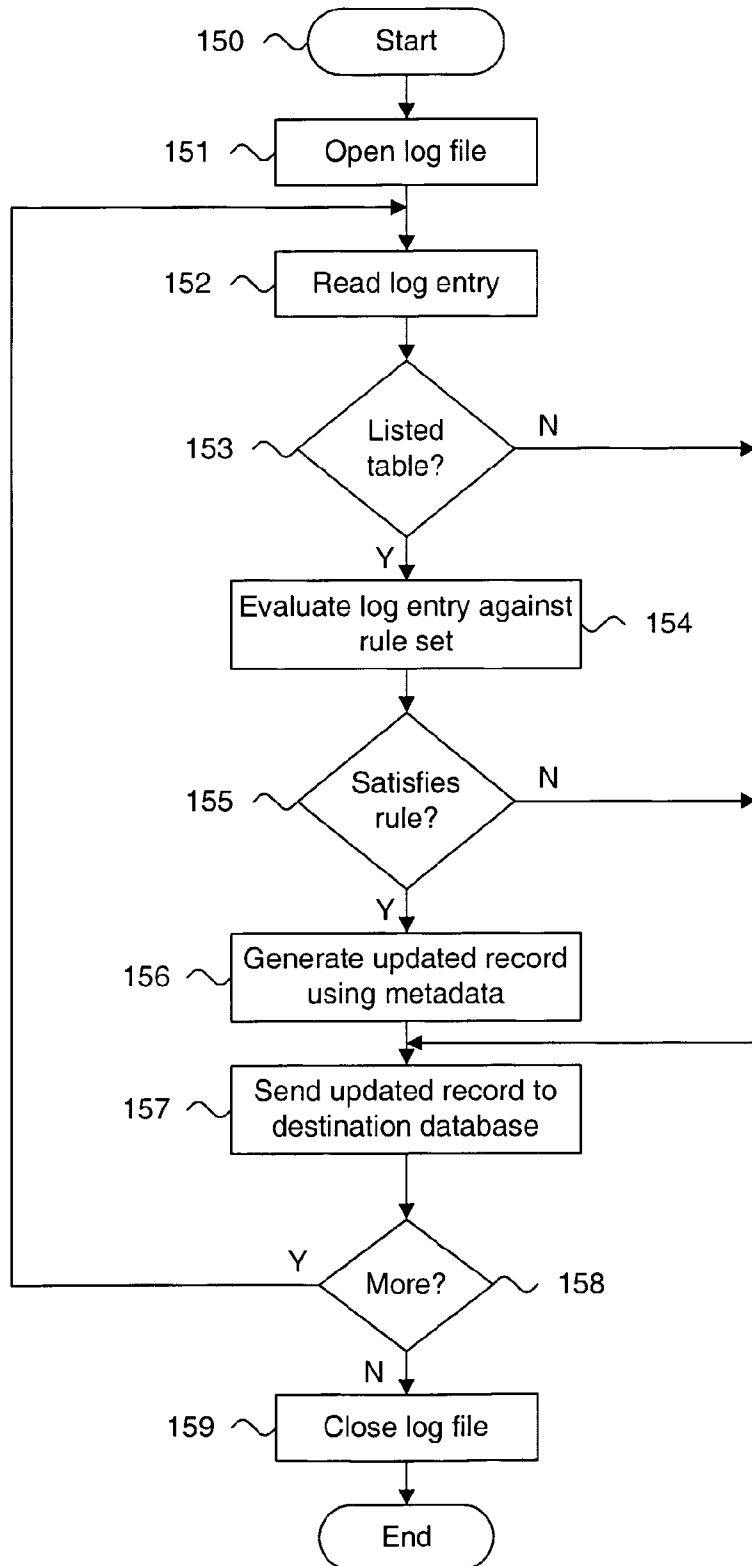 150
Start
151
Open log file
152
Read log entry
153
Listed
table?
N
Y
Evaluate log entry against
rule set
154
155
Satisfies
rule?
N
Y
156
Generate updated record
using metadata
157
Send updated record to
destination database
Y
More?
158
N
159
Close log file
End